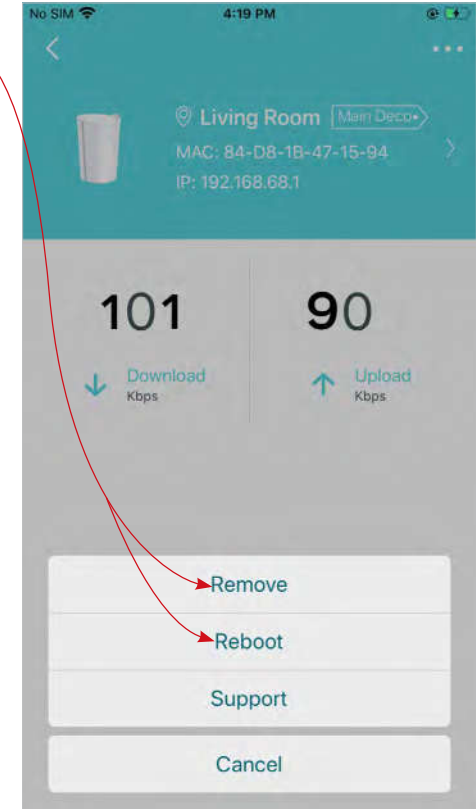 No SIM 4:19 PM
Living Room Main Deco
MAC: 84-D8-1B-47-15-94
IP: 192.168.68.1
101 90
Download Upload
Kbps Kbps
Remove
Reboot
Support
Cancel